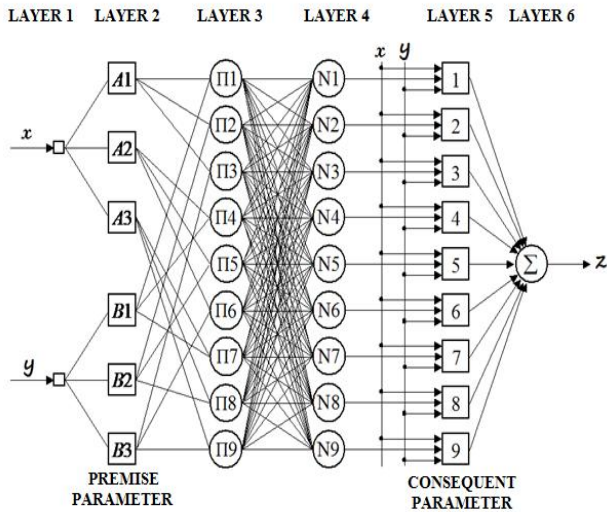 LAYER 1 LAYER 2 LAYER 3 LAYER 4 LAYER 5 LAYER 6
x y
A1 Π1 N1 1
x
A2 Π2 N2 2
Π3 N3 3
A3 Π4 N4 4
Π5 N5 5 Σ z
B1 Π6 N6 6
y
B2 Π7 N7 7
Π8 N8 8
B3 Π9 N9 9
PREMISE
PARAMETER
CONSEQUENT
PARAMETER